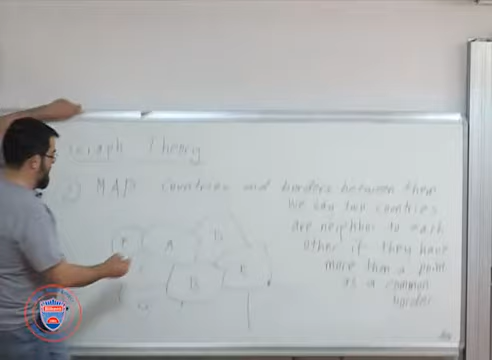 Graph Theory
2) MAP Countries and borders between them
We say two countries
are neighbor to each
other if they have
more than a point
as a common
border
F A D
B E
G